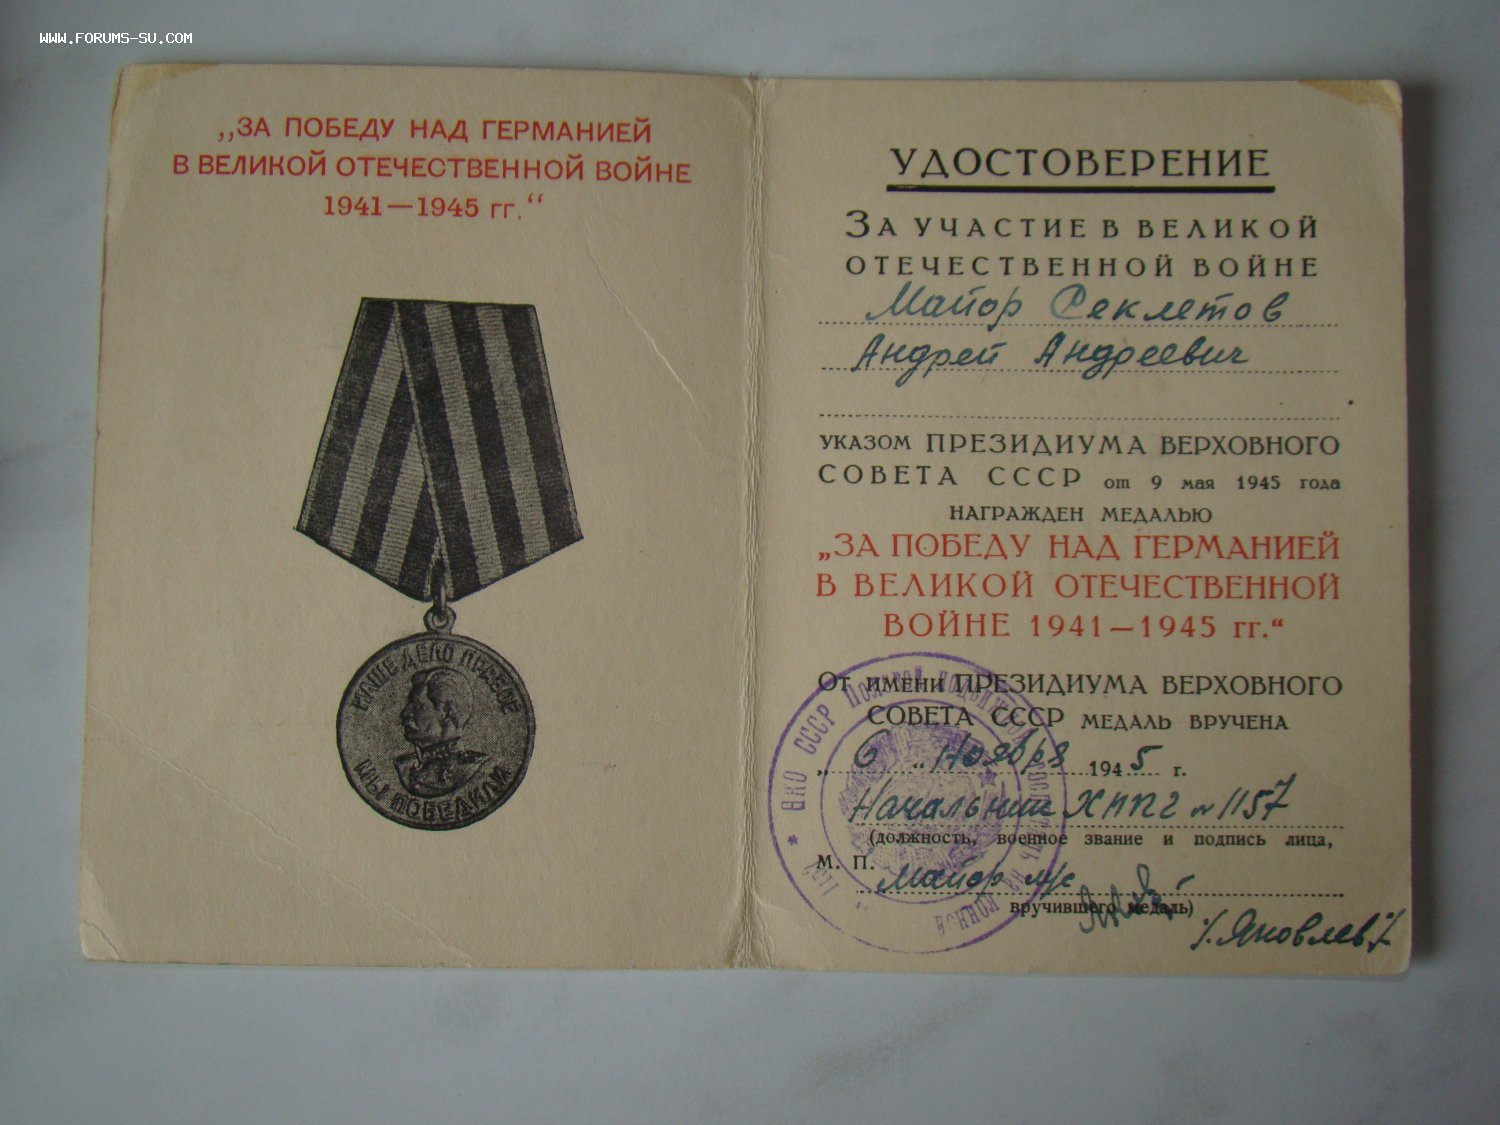 WWW.FORUMS-SU.COM
„ЗА ПОБЕДУ НАД ГЕРМАНИЕЙ
В ВЕЛИКОЙ ОТЕЧЕСТВЕННОЙ ВОЙНЕ
1941—1945 гг.“
НАШЕ ДЕЛО ПРАВОЕ
МЫ ПОБЕДИЛИ
УДОСТОВЕРЕНИЕ
ЗА УЧАСТИЕ В ВЕЛИКОЙ
ОТЕЧЕСТВЕННОЙ ВОЙНЕ
Майор Секлетов
Андрей Андреевич
УКАЗОМ ПРЕЗИДИУМА ВЕРХОВНОГО
СОВЕТА СССР от 9 мая 1945 года
НАГРАЖДЕН МЕДАЛЬЮ
„ЗА ПОБЕДУ НАД ГЕРМАНИЕЙ
В ВЕЛИКОЙ ОТЕЧЕСТВЕННОЙ
ВОЙНЕ 1941—1945 гг.“
ОТ ИМЕНИ ПРЕЗИДИУМА ВЕРХОВНОГО
СОВЕТА СССР МЕДАЛЬ ВРУЧЕНА
„6“ Ноября 1945 г.
Начальник ХППГ № 1157
(должность, военное звание и подпись лица,
М. П.
майор м/с
вручившего медаль)
/. Яковлев /
НКО СССР